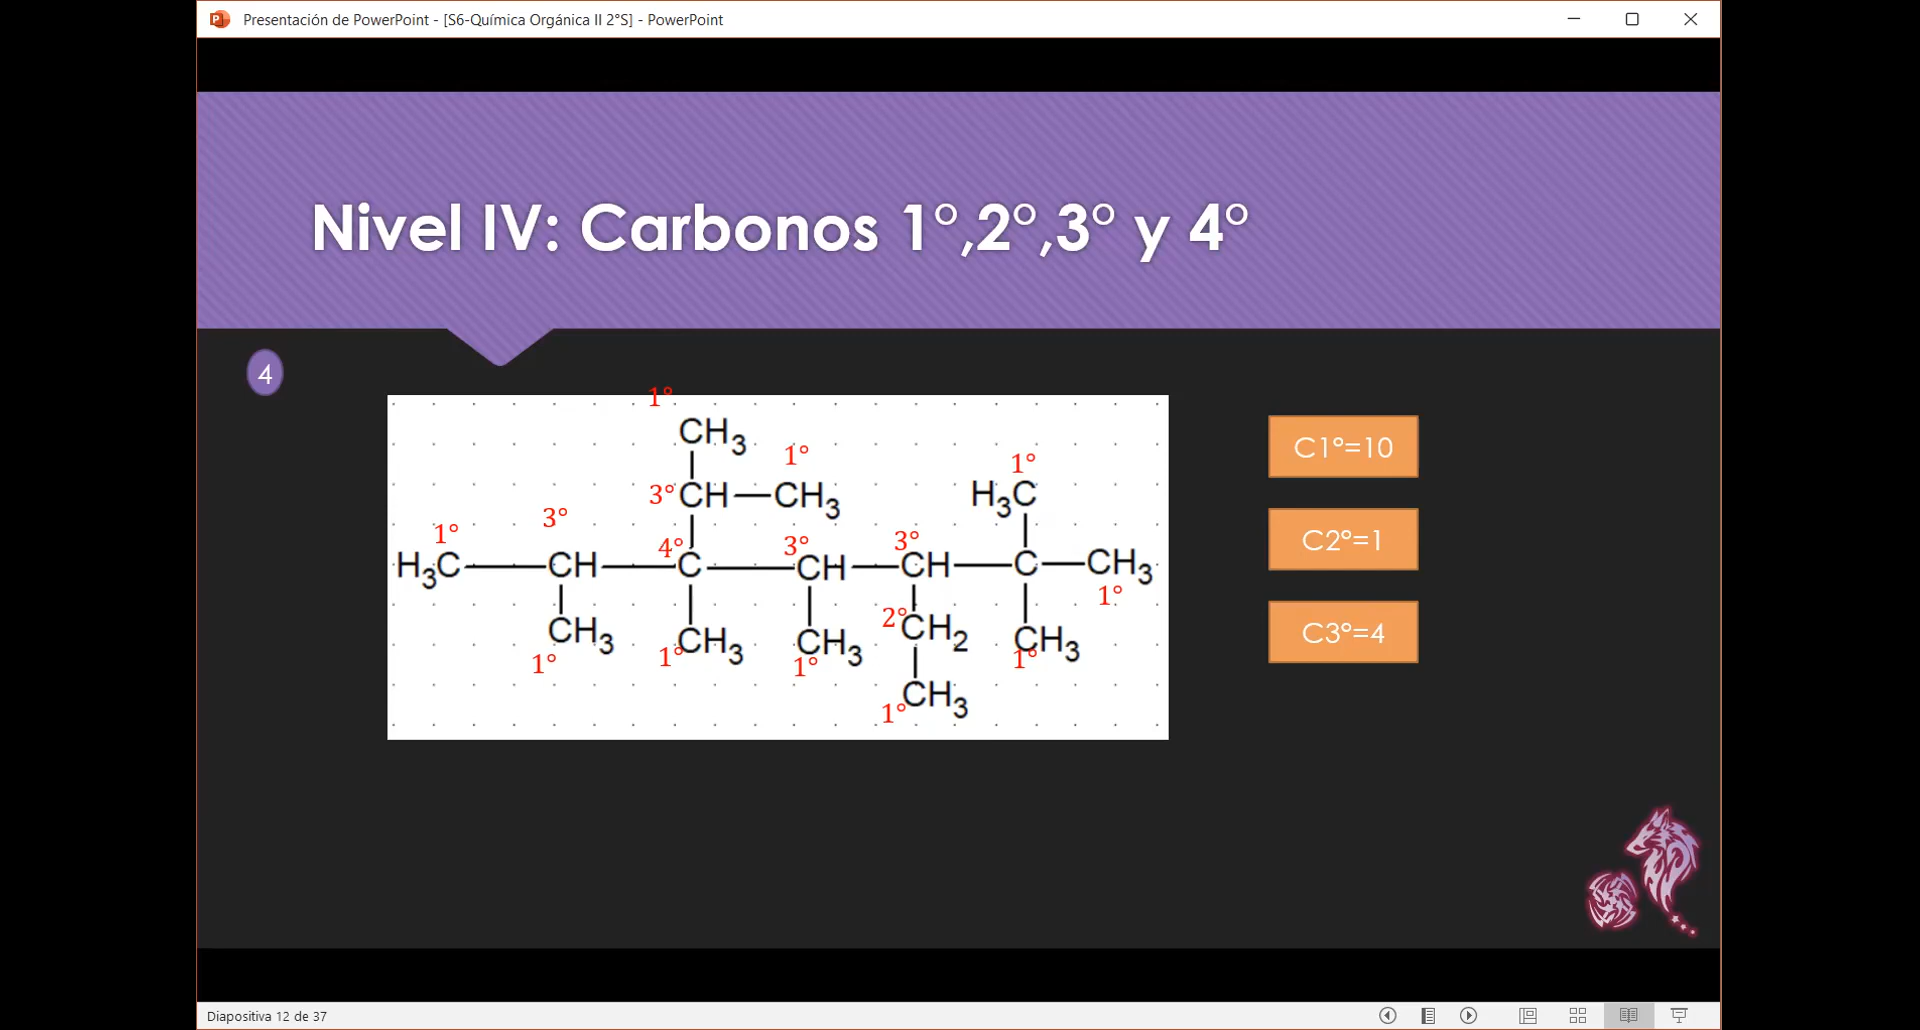 Presentación de PowerPoint - [S6-Química Orgánica II 2°S] - PowerPoint
Nivel IV: Carbonos 1°,2°,3° y 4°
4
1°
CH3
1°
3° CH CH3
1°
H3C
1°
3°
4°
3°
3°
H3C CH C CH CH C CH3
1°
CH3
1°
CH3
1°
CH3
1°
2° CH2
CH3
1°
CH3
1°
C1°=10
C2°=1
C3°=4
Diapositiva 12 de 37